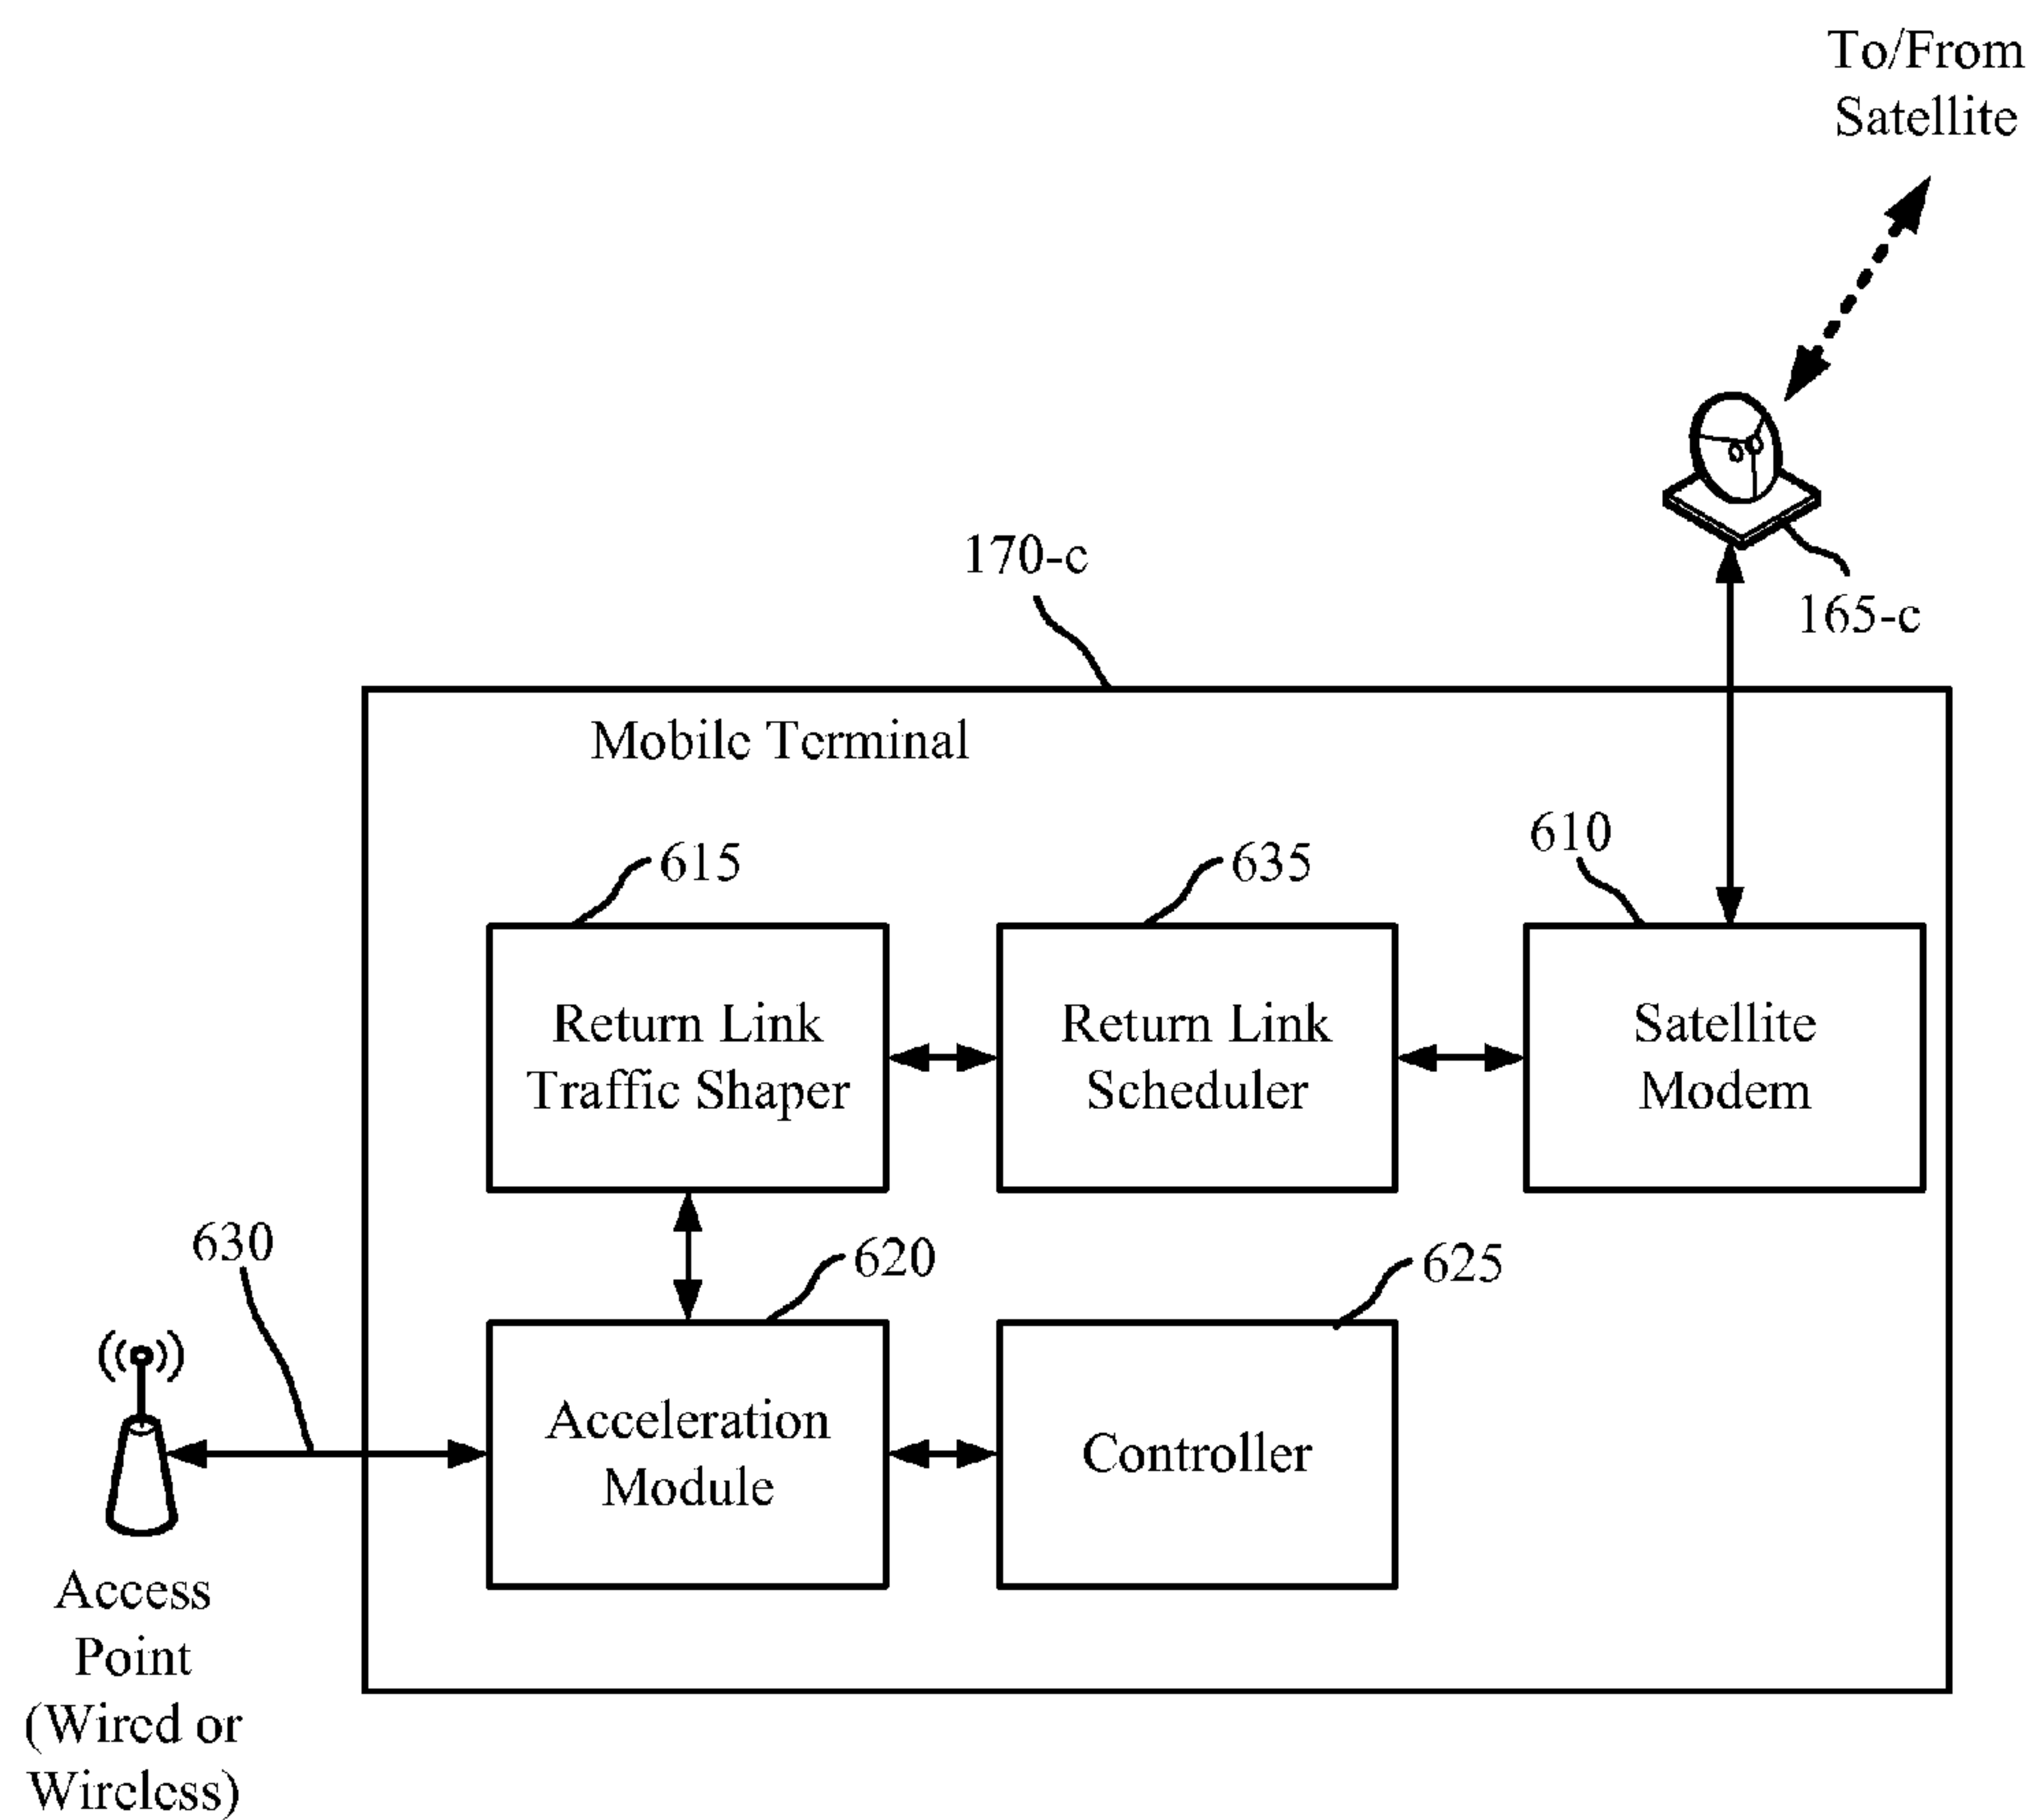 To/From
Satellite
170-c
165-c
Mobile Terminal
615
635
610
Return Link
Traffic Shaper
Return Link
Scheduler
Satellite
Modem
630
620
625
Acceleration
Module
Controller
Access
Point
(Wired or
Wireless)